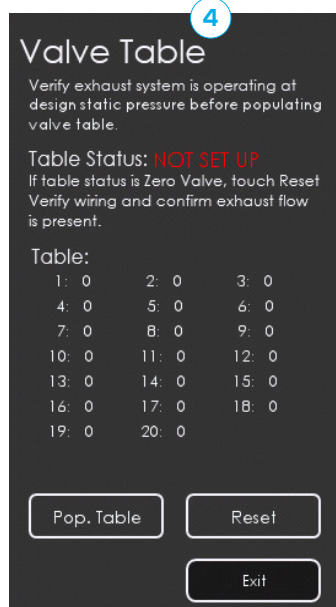 4
Valve Table
Verify exhaust system is operating at
design static pressure before populating
valve table.
Table Status: NOT SET UP
If table status is Zero Valve, touch Reset
Verify wiring and confirm exhaust flow
is present.
Table:
1: 0 2: 0 3: 0
4: 0 5: 0 6: 0
7: 0 8: 0 9: 0
10: 0 11: 0 12: 0
13: 0 14: 0 15: 0
16: 0 17: 0 18: 0
19: 0 20: 0
Pop. Table Reset
Exit